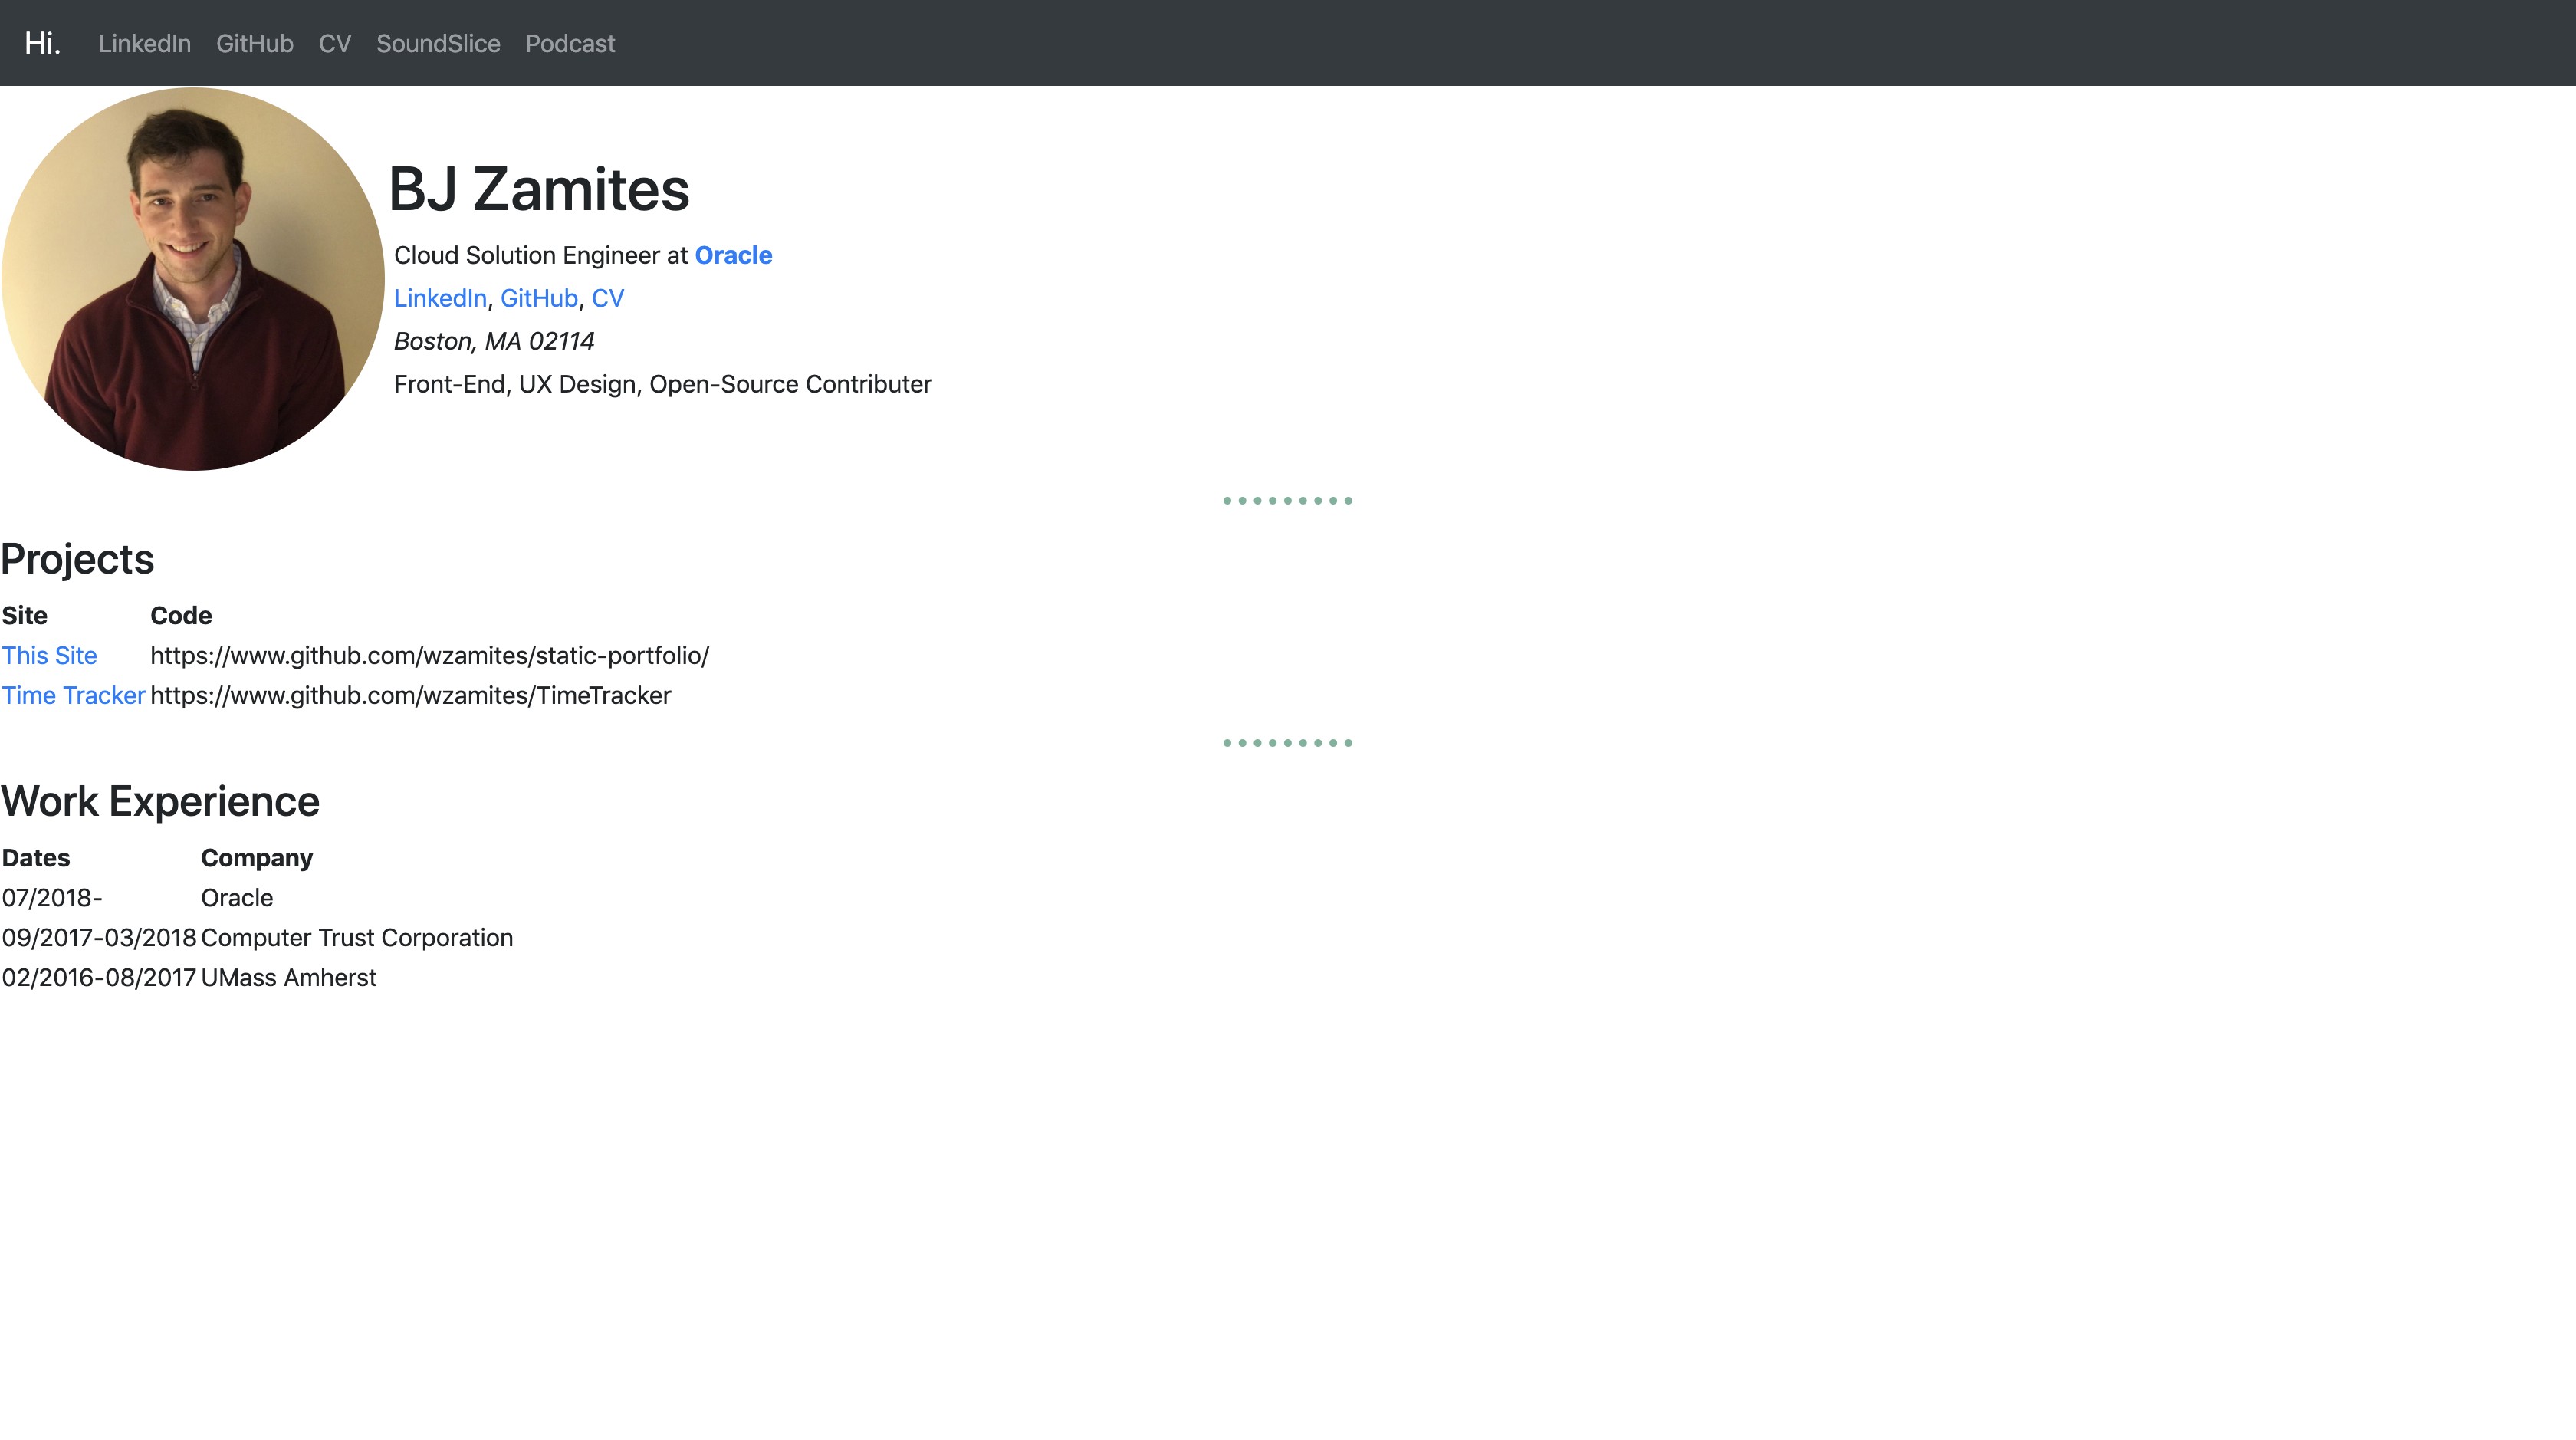 Hi. LinkedIn GitHub CV SoundSlice Podcast
BJ Zamites
Cloud Solution Engineer at Oracle
LinkedIn, GitHub, CV
Boston, MA 02114
Front-End, UX Design, Open-Source Contributer
Projects
Site Code
This Site https://www.github.com/wzamites/static-portfolio/
Time Tracker https://www.github.com/wzamites/TimeTracker
Work Experience
Dates Company
07/2018- Oracle
09/2017-03/2018 Computer Trust Corporation
02/2016-08/2017 UMass Amherst